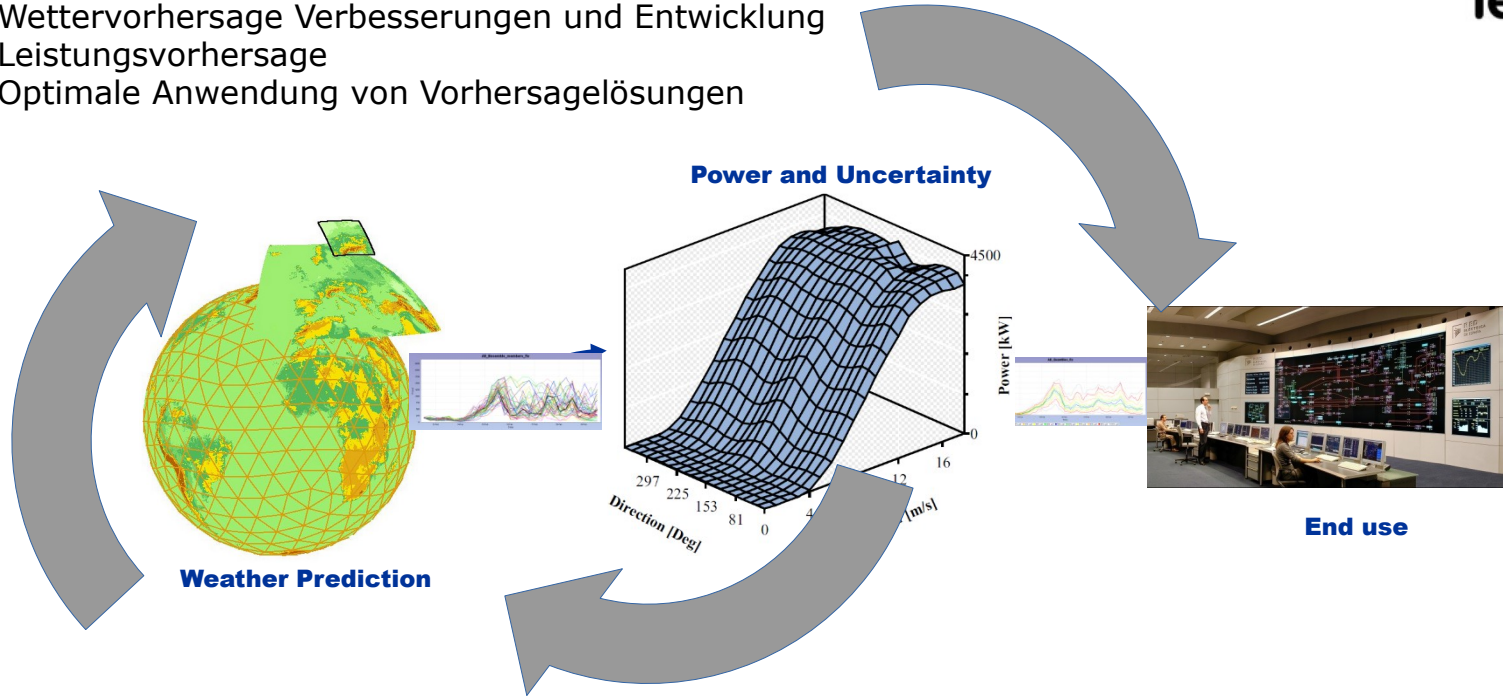 Wettervorhersage Verbesserungen und Entwicklung
Leistungsvorhersage
Optimale Anwendung von Vorhersagelösungen
Power and Uncertainty
4500
Power [kW]
0
16
12
[m/s]
4
0
297
225
153
81
Direction [Deg]
Weather Prediction
End use